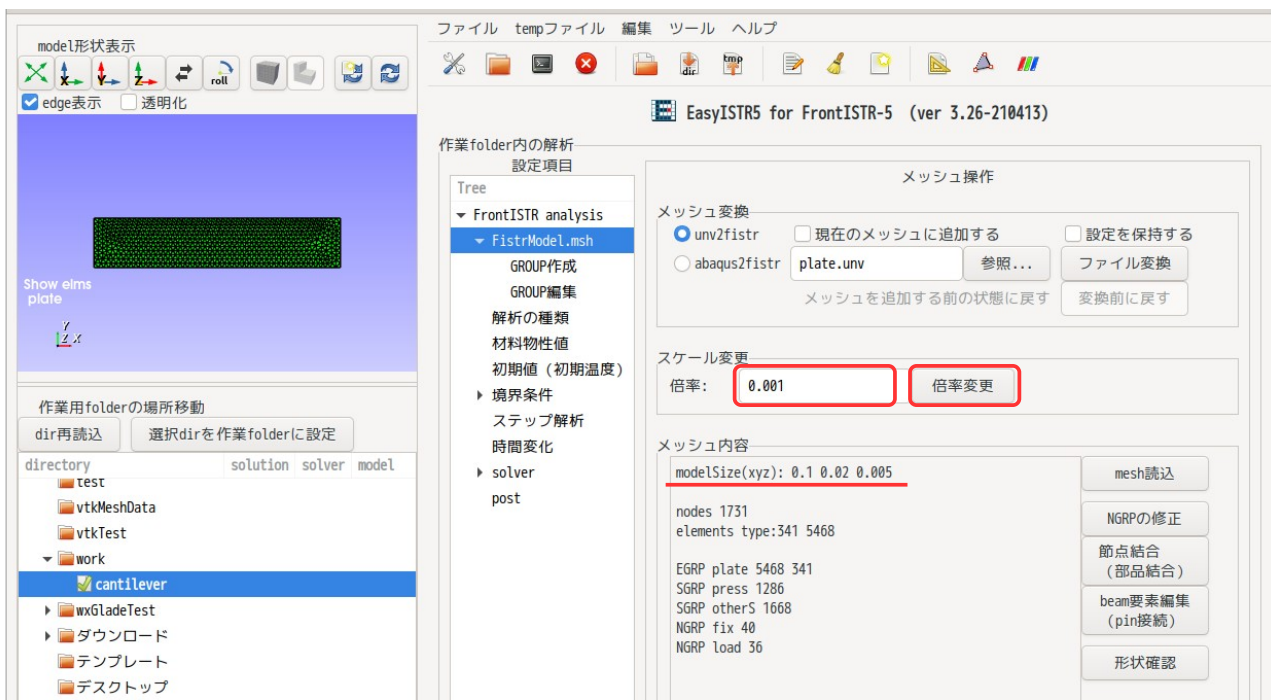 model形状表示
roll
edge表示 透明化
Show elms
plate
Y
Z X
作業用folderの場所移動
dir再読込 選択dirを作業folderに設定
directory solution solver model
test
vtkMeshData
vtkTest
work
cantilever
wxGladeTest
ダウンロード
テンプレート
デスクトップ
ファイル tempファイル 編集 ツール ヘルプ
dir tmp
EasyISTR5 for FrontISTR-5 (ver 3.26-210413)
作業folder内の解析
設定項目
Tree
FrontISTR analysis
FistrModel.msh
GROUP作成
GROUP編集
解析の種類
材料物性値
初期値（初期温度）
境界条件
ステップ解析
時間変化
solver
post
メッシュ操作
メッシュ変換
unv2fistr 現在のメッシュに追加する 設定を保持する
abaqus2fistr plate.unv 参照... ファイル変換
メッシュを追加する前の状態に戻す 変換前に戻す
スケール変更
倍率: 0.001 倍率変更
メッシュ内容
modelSize(xyz): 0.1 0.02 0.005
nodes 1731
elements type:341 5468
EGRP plate 5468 341
SGRP press 1286
SGRP otherS 1668
NGRP fix 40
NGRP load 36
mesh読込
NGRPの修正
節点結合
(部品結合)
beam要素編集
(pin接続)
形状確認